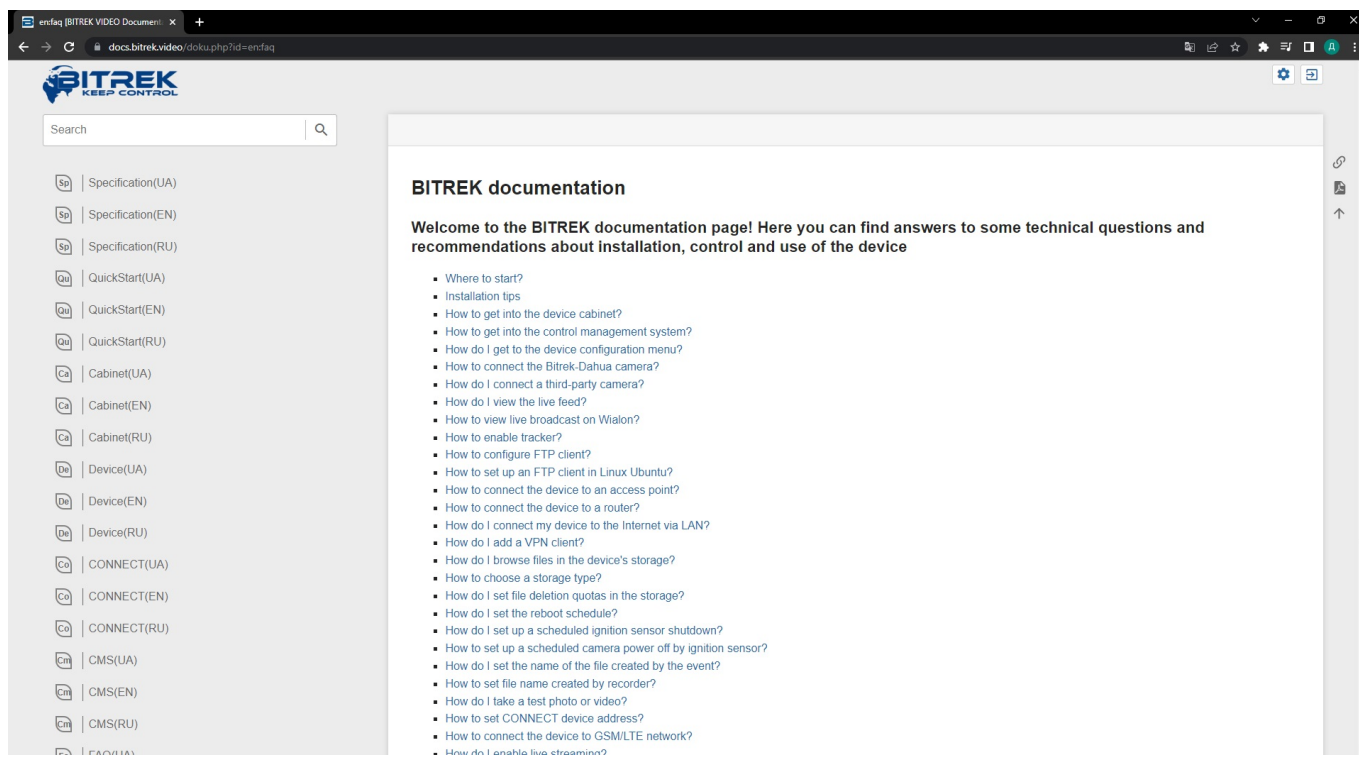 en:faq [BITREK VIDEO Document
docs.bitrek.video/doku.php?id=en:faq
Д
BITREK
KEEP CONTROL
Search
Sp Specification(UA)
Sp Specification(EN)
Sp Specification(RU)
Qu QuickStart(UA)
Qu QuickStart(EN)
Qu QuickStart(RU)
Ca Cabinet(UA)
Ca Cabinet(EN)
Ca Cabinet(RU)
De Device(UA)
De Device(EN)
De Device(RU)
Co CONNECT(UA)
Co CONNECT(EN)
Co CONNECT(RU)
Cm CMS(UA)
Cm CMS(EN)
Cm CMS(RU)
FAQ(UA)
BITREK documentation
Welcome to the BITREK documentation page! Here you can find answers to some technical questions and
recommendations about installation, control and use of the device
Where to start?
Installation tips
How to get into the device cabinet?
How to get into the control management system?
How do I get to the device configuration menu?
How to connect the Bitrek-Dahua camera?
How do I connect a third-party camera?
How do I view the live feed?
How to view live broadcast on Wialon?
How to enable tracker?
How to configure FTP client?
How to set up an FTP client in Linux Ubuntu?
How to connect the device to an access point?
How to connect the device to a router?
How do I connect my device to the Internet via LAN?
How do I add a VPN client?
How do I browse files in the device's storage?
How to choose a storage type?
How do I set file deletion quotas in the storage?
How do I set the reboot schedule?
How do I set up a scheduled ignition sensor shutdown?
How to set up a scheduled camera power off by ignition sensor?
How do I set the name of the file created by the event?
How to set file name created by recorder?
How do I take a test photo or video?
How to set CONNECT device address?
How to connect the device to GSM/LTE network?
How do I enable live streaming?